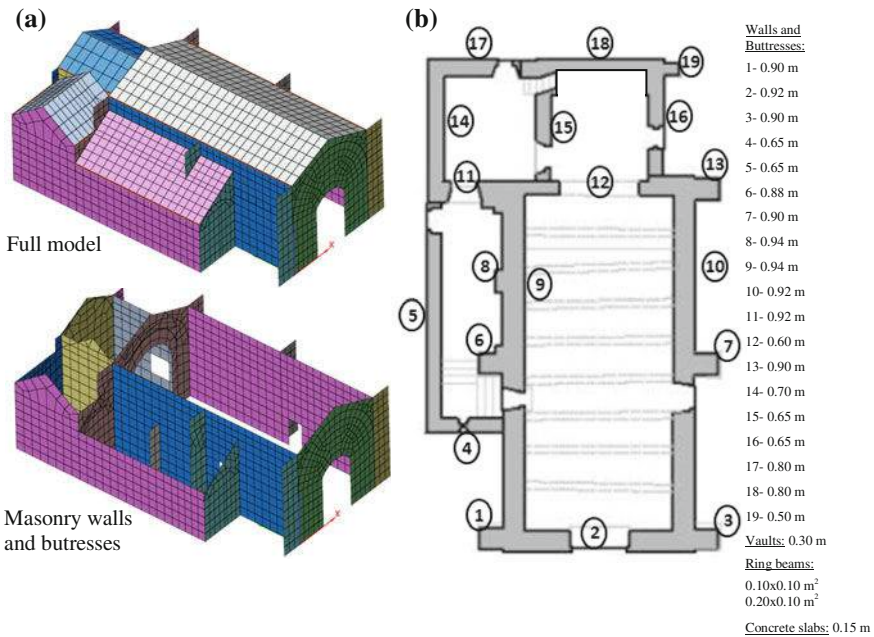 (a)
Full model
X
Masonry walls
and butresses
X
(b)
17
18
19
14
15
16
11
12
13
8
9
10
5
6
7
4
1
2
3
Walls and
Buttresses:
1- 0.90 m
2- 0.92 m
3- 0.90 m
4- 0.65 m
5- 0.65 m
6- 0.88 m
7- 0.90 m
8- 0.94 m
9- 0.94 m
10- 0.92 m
11- 0.92 m
12- 0.60 m
13- 0.90 m
14- 0.70 m
15- 0.65 m
16- 0.65 m
17- 0.80 m
18- 0.80 m
19- 0.50 m
Vaults: 0.30 m
Ring beams:
0.10x0.10 m²
0.20x0.10 m²
Concrete slabs: 0.15 m